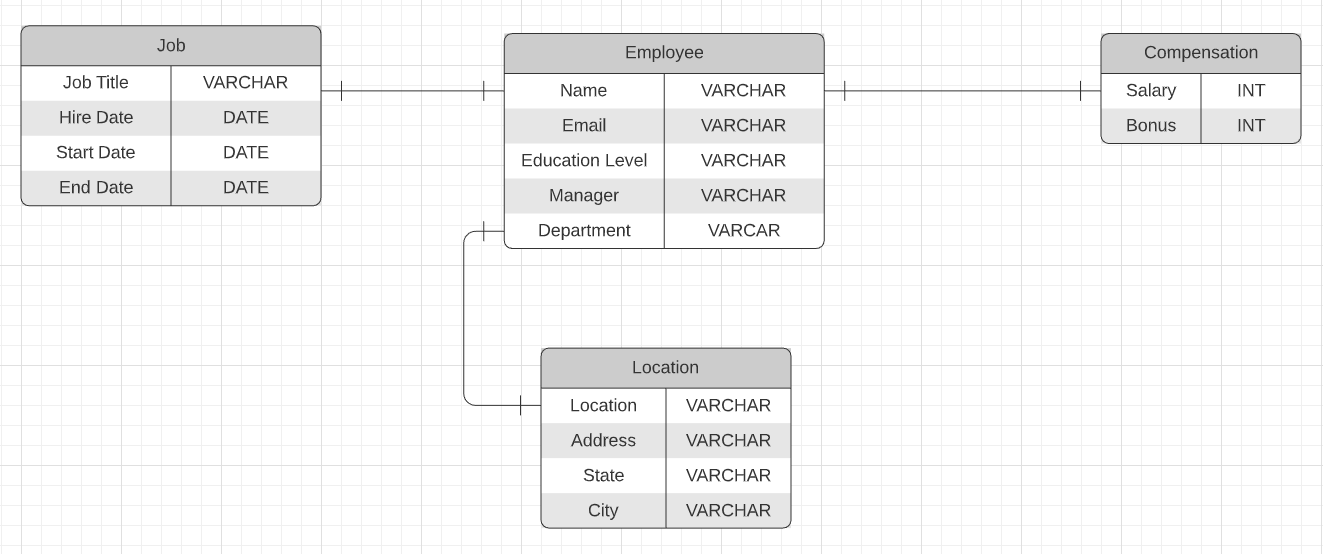 Job
Job Title VARCHAR
Hire Date DATE
Start Date DATE
End Date DATE
Employee
Name VARCHAR
Email VARCHAR
Education Level VARCHAR
Manager VARCHAR
Department VARCAR
Compensation
Salary INT
Bonus INT
Location
Location VARCHAR
Address VARCHAR
State VARCHAR
City VARCHAR